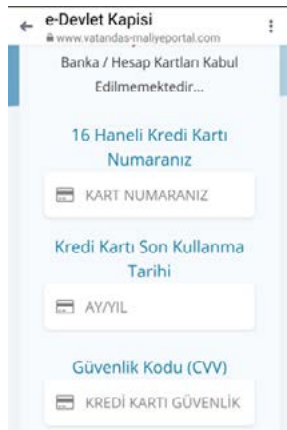 e-Devlet Kapisi
www.vatandas-maliyeportal.com
Banka / Hesap Kartları Kabul
Edilmemektedir...
16 Haneli Kredi Kartı
Numaranız
KART NUMARANIZ
Kredi Kartı Son Kullanma
Tarihi
AY/YIL
Güvenlik Kodu (CVV)
KREDİ KARTI GÜVENLİK